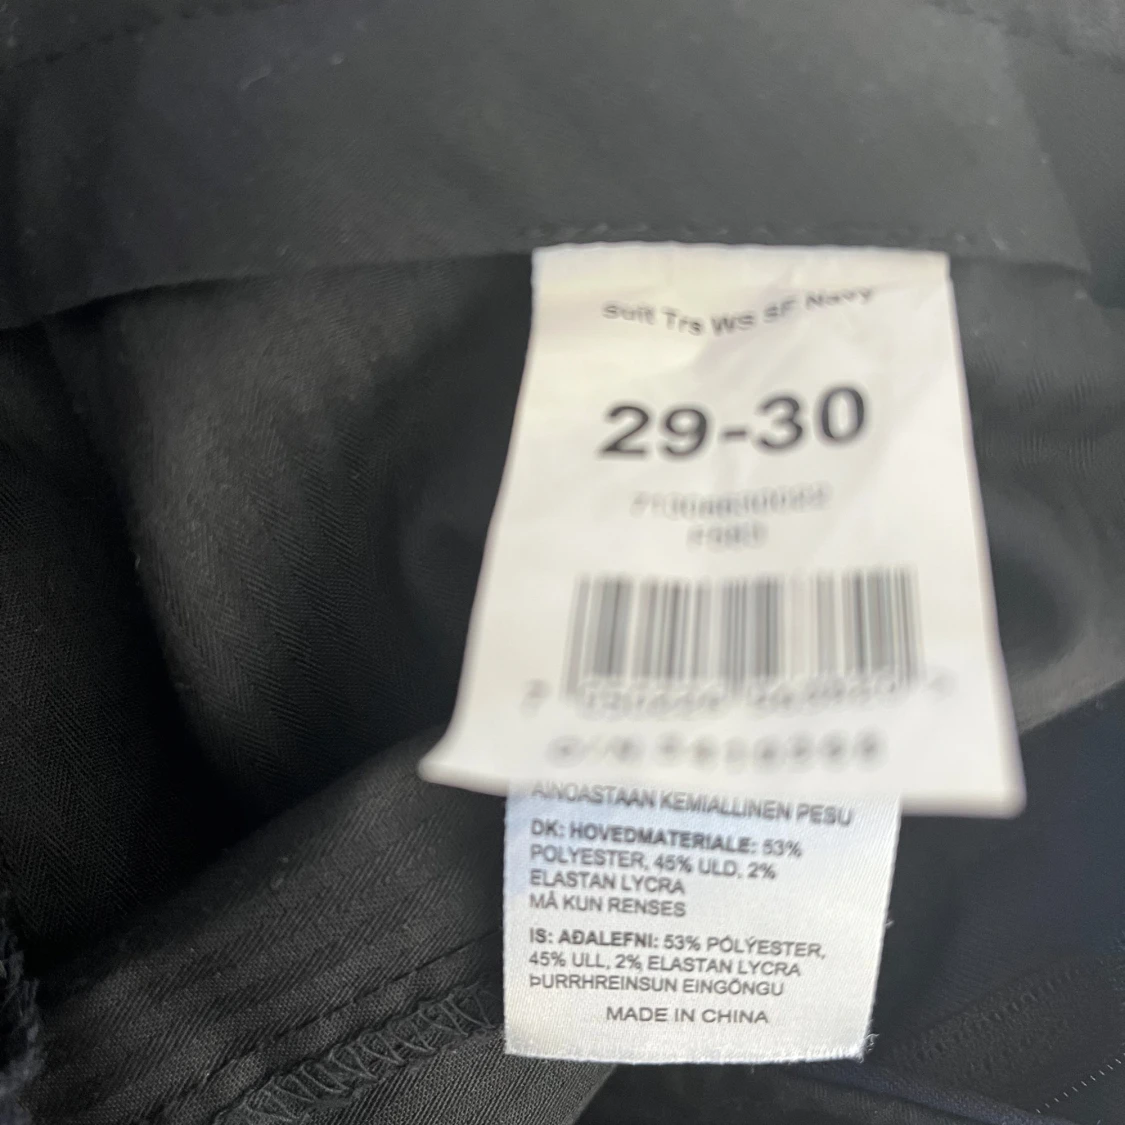 Suit Trs WS SF Navy
29-30
AINOASTAAN KEMIALLINEN PESU
DK: HOVEDMATERIALE: 53%
POLYESTER, 45% ULD, 2%
ELASTAN LYCRA
MÅ KUN RENSES
IS: AÐALEFNI: 53% PÓLÝESTER,
45% ULL, 2% ELASTAN LYCRA
ÞURRHREINSUN EINGÖNGU
MADE IN CHINA